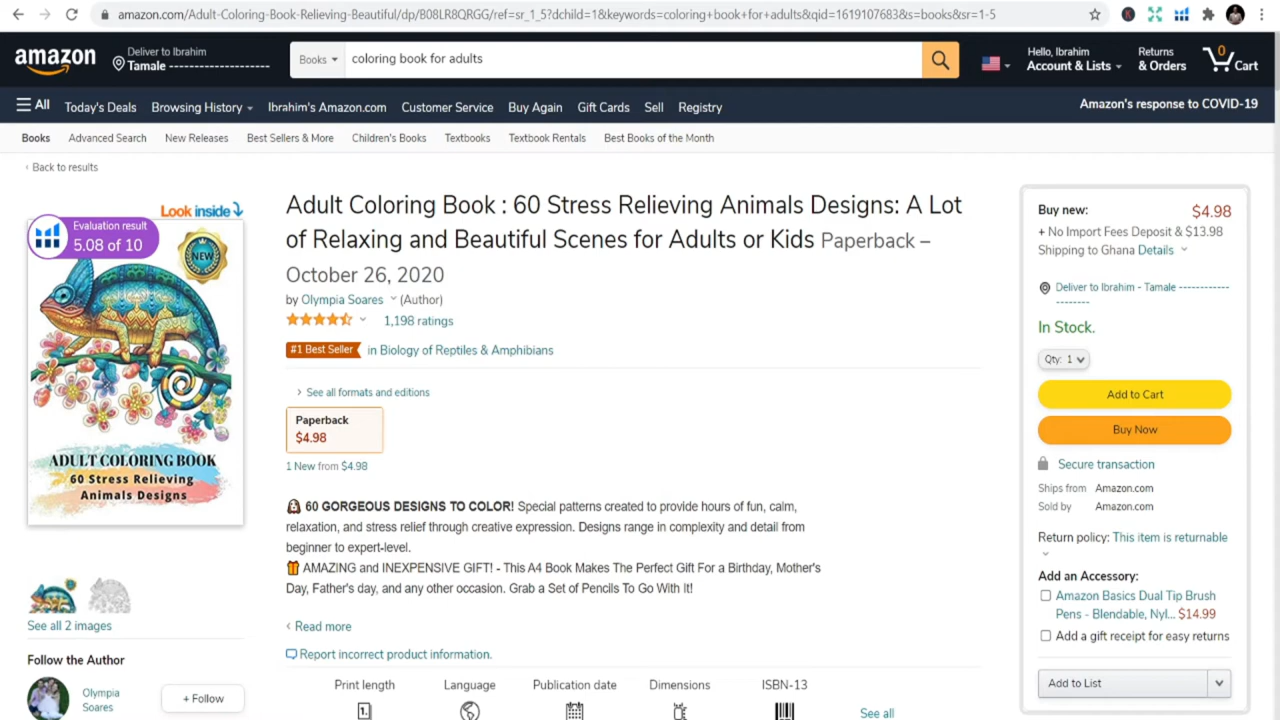 amazon.com/Adult-Coloring-Book-Relieving-Beautiful/dp/B08LR8QRGG/ref=sr_1_5?dchild=1&keywords=coloring+book+for+adults&qid=1619107683&s=books&sr=1-5
amazon
Deliver to Ibrahim
Tamale ------------------
Books
coloring book for adults
Hello, Ibrahim
Account & Lists
Returns
& Orders
0
Cart
All
Today's Deals
Browsing History
Ibrahim's Amazon.com
Customer Service
Buy Again
Gift Cards
Sell
Registry
Amazon's response to COVID-19
Books
Advanced Search
New Releases
Best Sellers & More
Children's Books
Textbooks
Textbook Rentals
Best Books of the Month
‹ Back to results
Look inside
Evaluation result
5.08 of 10
NEW
ADULT COLORING BOOK
60 Stress Relieving
Animals Designs
See all 2 images
Follow the Author
Olympia
Soares
+ Follow
Adult Coloring Book : 60 Stress Relieving Animals Designs: A Lot
of Relaxing and Beautiful Scenes for Adults or Kids Paperback –
October 26, 2020
by Olympia Soares (Author)
1,198 ratings
#1 Best Seller in Biology of Reptiles & Amphibians
› See all formats and editions
Paperback
$4.98
1 New from $4.98
60 GORGEOUS DESIGNS TO COLOR! Special patterns created to provide hours of fun, calm,
relaxation, and stress relief through creative expression. Designs range in complexity and detail from
beginner to expert-level.
AMAZING and INEXPENSIVE GIFT! - This A4 Book Makes The Perfect Gift For a Birthday, Mother's
Day, Father's day, and any other occasion. Grab a Set of Pencils To Go With It!
‹ Read more
Report incorrect product information.
Print length
Language
Publication date
Dimensions
ISBN-13
See all
Buy new:
$4.98
+ No Import Fees Deposit & $13.98
Shipping to Ghana Details
Deliver to Ibrahim - Tamale ------------
--------
In Stock.
Qty: 1
Add to Cart
Buy Now
Secure transaction
Ships from Amazon.com
Sold by Amazon.com
Return policy: This item is returnable
Add an Accessory:
Amazon Basics Dual Tip Brush
Pens - Blendable, Nyl... $14.99
Add a gift receipt for easy returns
Add to List